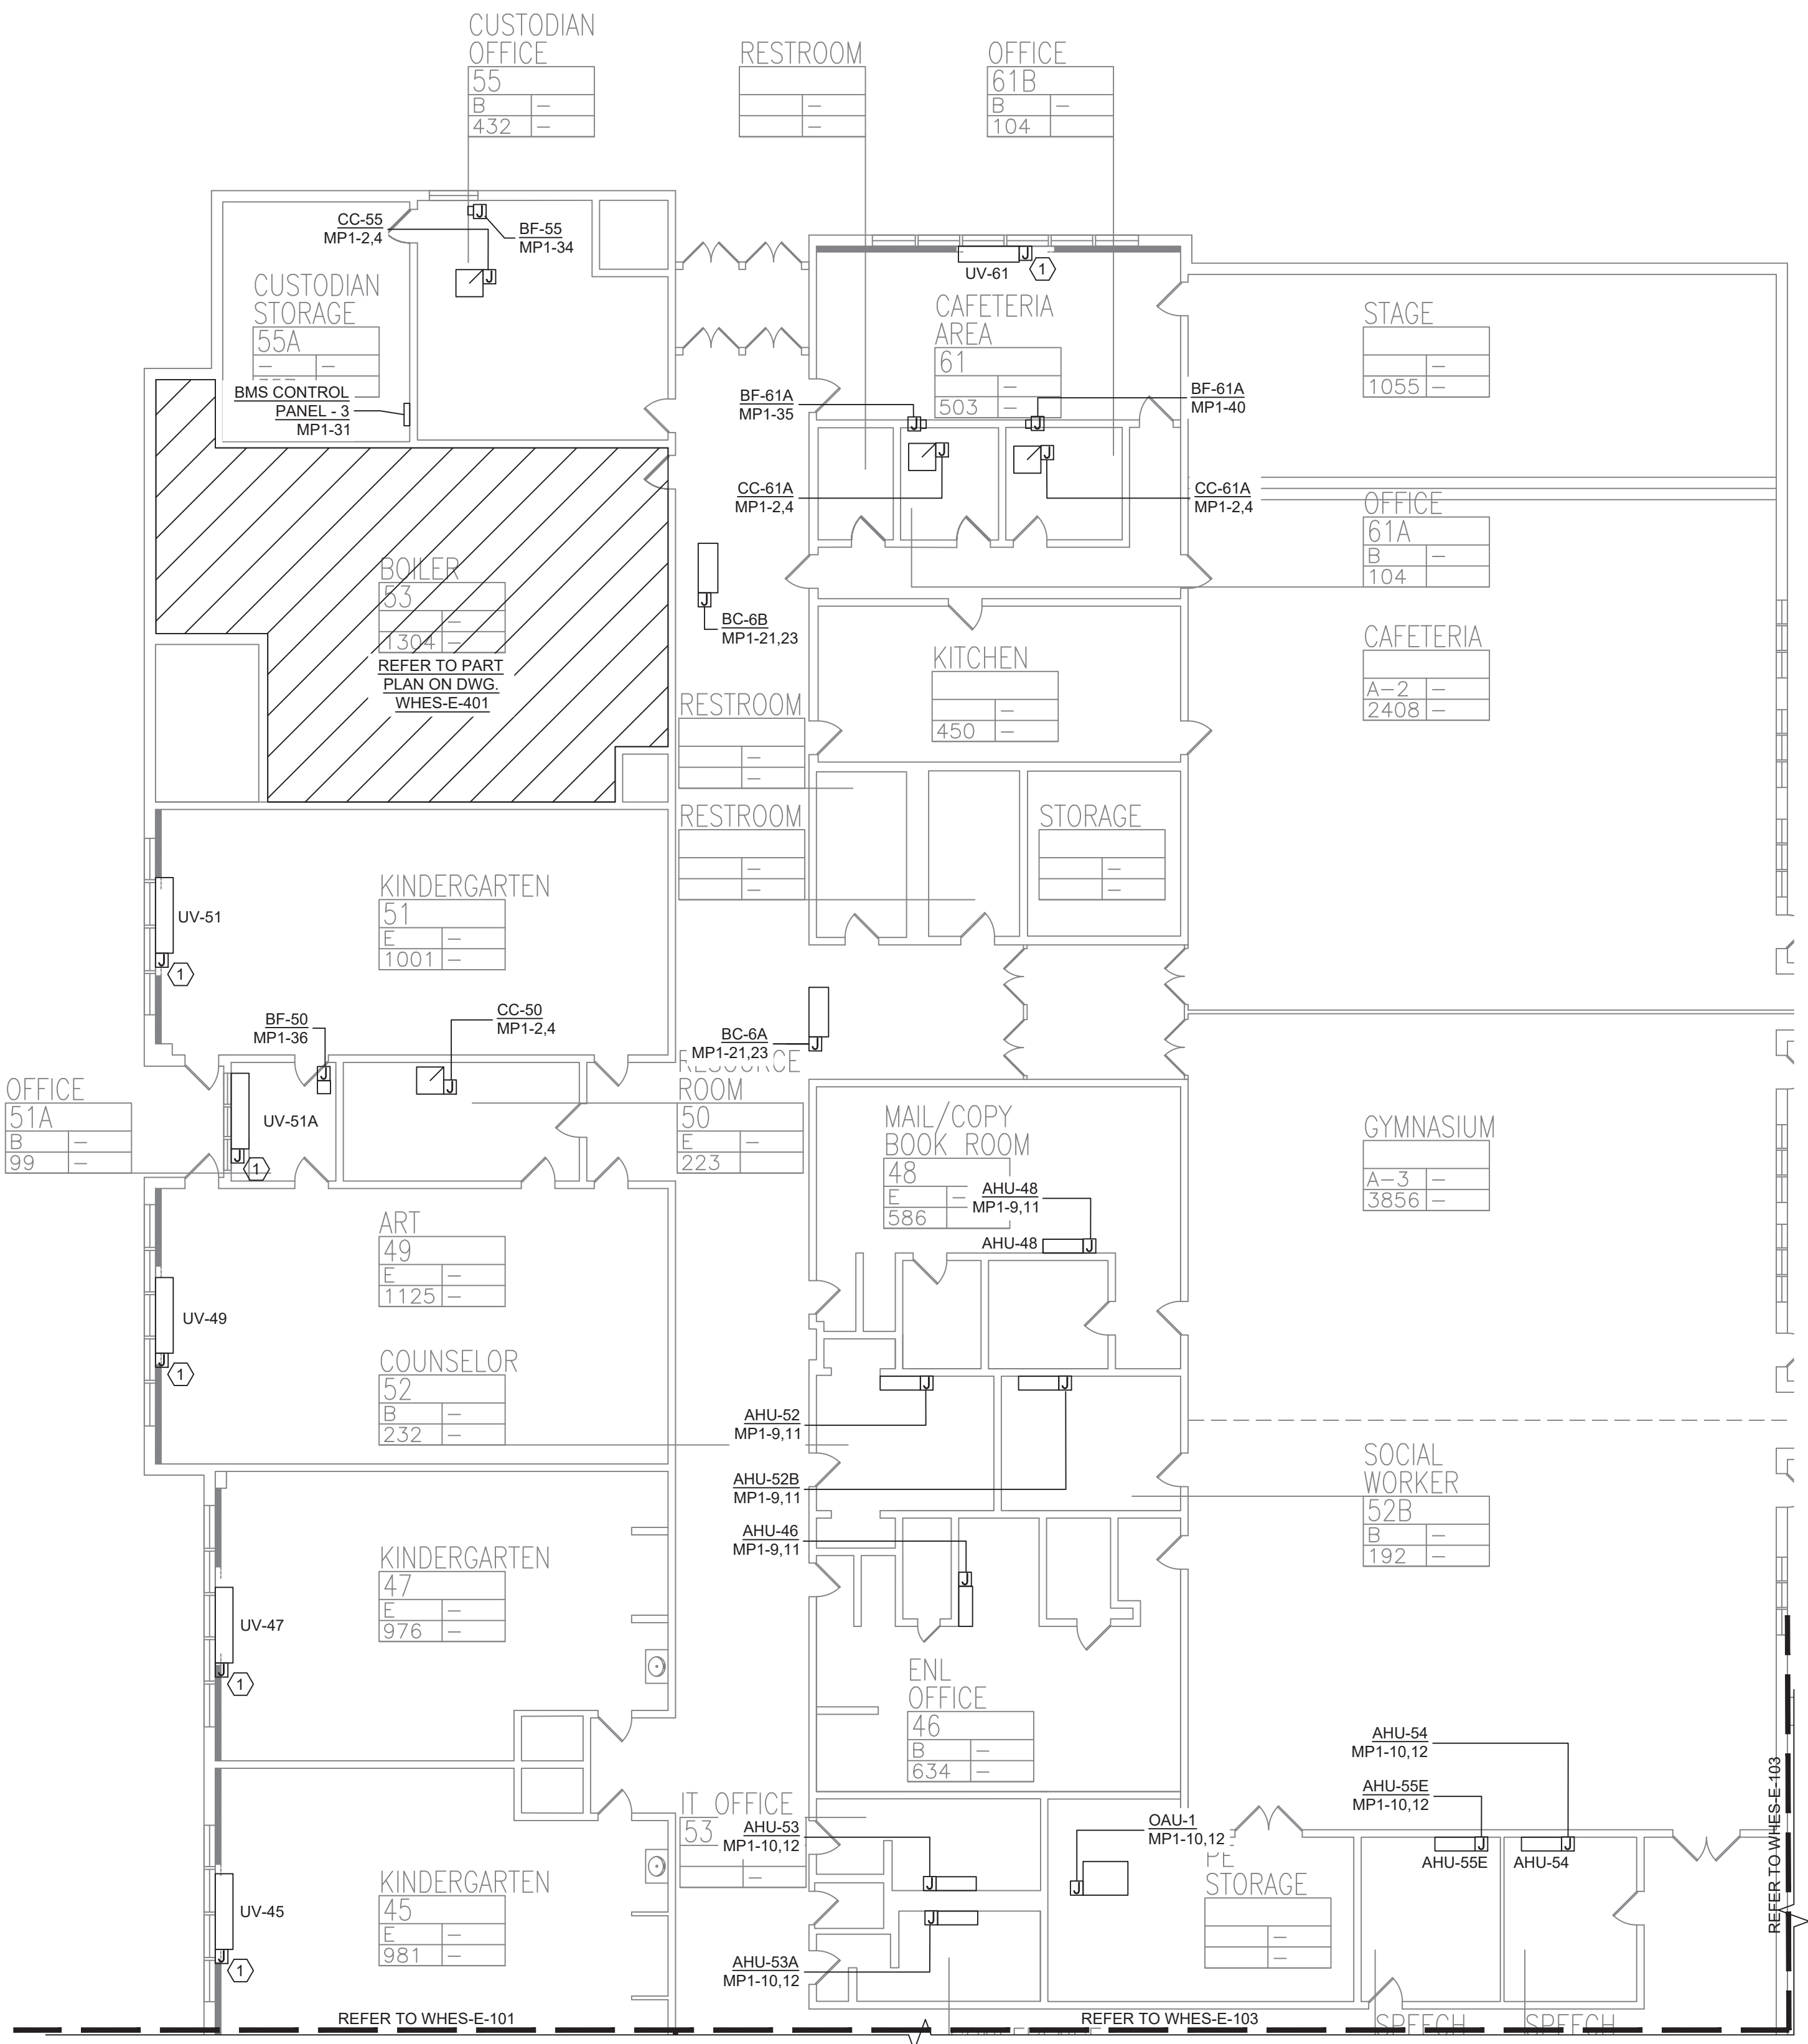 CUSTODIAN
OFFICE
55
B –
432 –
RESTROOM
–
–
OFFICE
61B
B –
104
CC-55
MP1-2,4
BF-55
MP1-34
J
J
CUSTODIAN
STORAGE
55A
– –
BMS CONTROL
PANEL - 3
MP1-31
UV-61
J
1
CAFETERIA
AREA
61
–
503 –
STAGE
–
1055 –
BF-61A
MP1-35
J
J
BF-61A
MP1-40
J
J
CC-61A
MP1-2,4
CC-61A
MP1-2,4
OFFICE
61A
B –
104
BOILER
53
–
1304 –
REFER TO PART
PLAN ON DWG.
WHES-E-401
J
BC-6B
MP1-21,23
KITCHEN
–
450 –
CAFETERIA
A-2 –
2408 –
RESTROOM
–
–
RESTROOM
–
–
STORAGE
–
–
KINDERGARTEN
51
E –
1001 –
UV-51
J
1
BF-50
MP1-36
J
CC-50
MP1-2,4
J
BC-6A
MP1-21,23
J
RESOURCE
ROOM
50
E –
223
OFFICE
51A
B –
99 –
UV-51A
J
1
MAIL/COPY
BOOK ROOM
48
E –
586
AHU-48
MP1-9,11
AHU-48
J
GYMNASIUM
A-3 –
3856 –
ART
49
E –
1125 –
UV-49
J
1
COUNSELOR
52
B –
232 –
J
J
AHU-52
MP1-9,11
AHU-52B
MP1-9,11
AHU-46
MP1-9,11
J
SOCIAL
WORKER
52B
B –
192 –
KINDERGARTEN
47
E –
976 –
UV-47
J
1
ENL
OFFICE
46
B –
634 –
AHU-54
MP1-10,12
AHU-55E
MP1-10,12
J
AHU-55E
J
AHU-54
IT OFFICE
53
–
AHU-53
MP1-10,12
J
OAU-1
MP1-10,12
J
PE
STORAGE
–
–
KINDERGARTEN
45
E –
981 –
UV-45
J
1
J
AHU-53A
MP1-10,12
REFER TO WHES-E-103
REFER TO WHES-E-101
REFER TO WHES-E-103
SPEECH
SPEECH